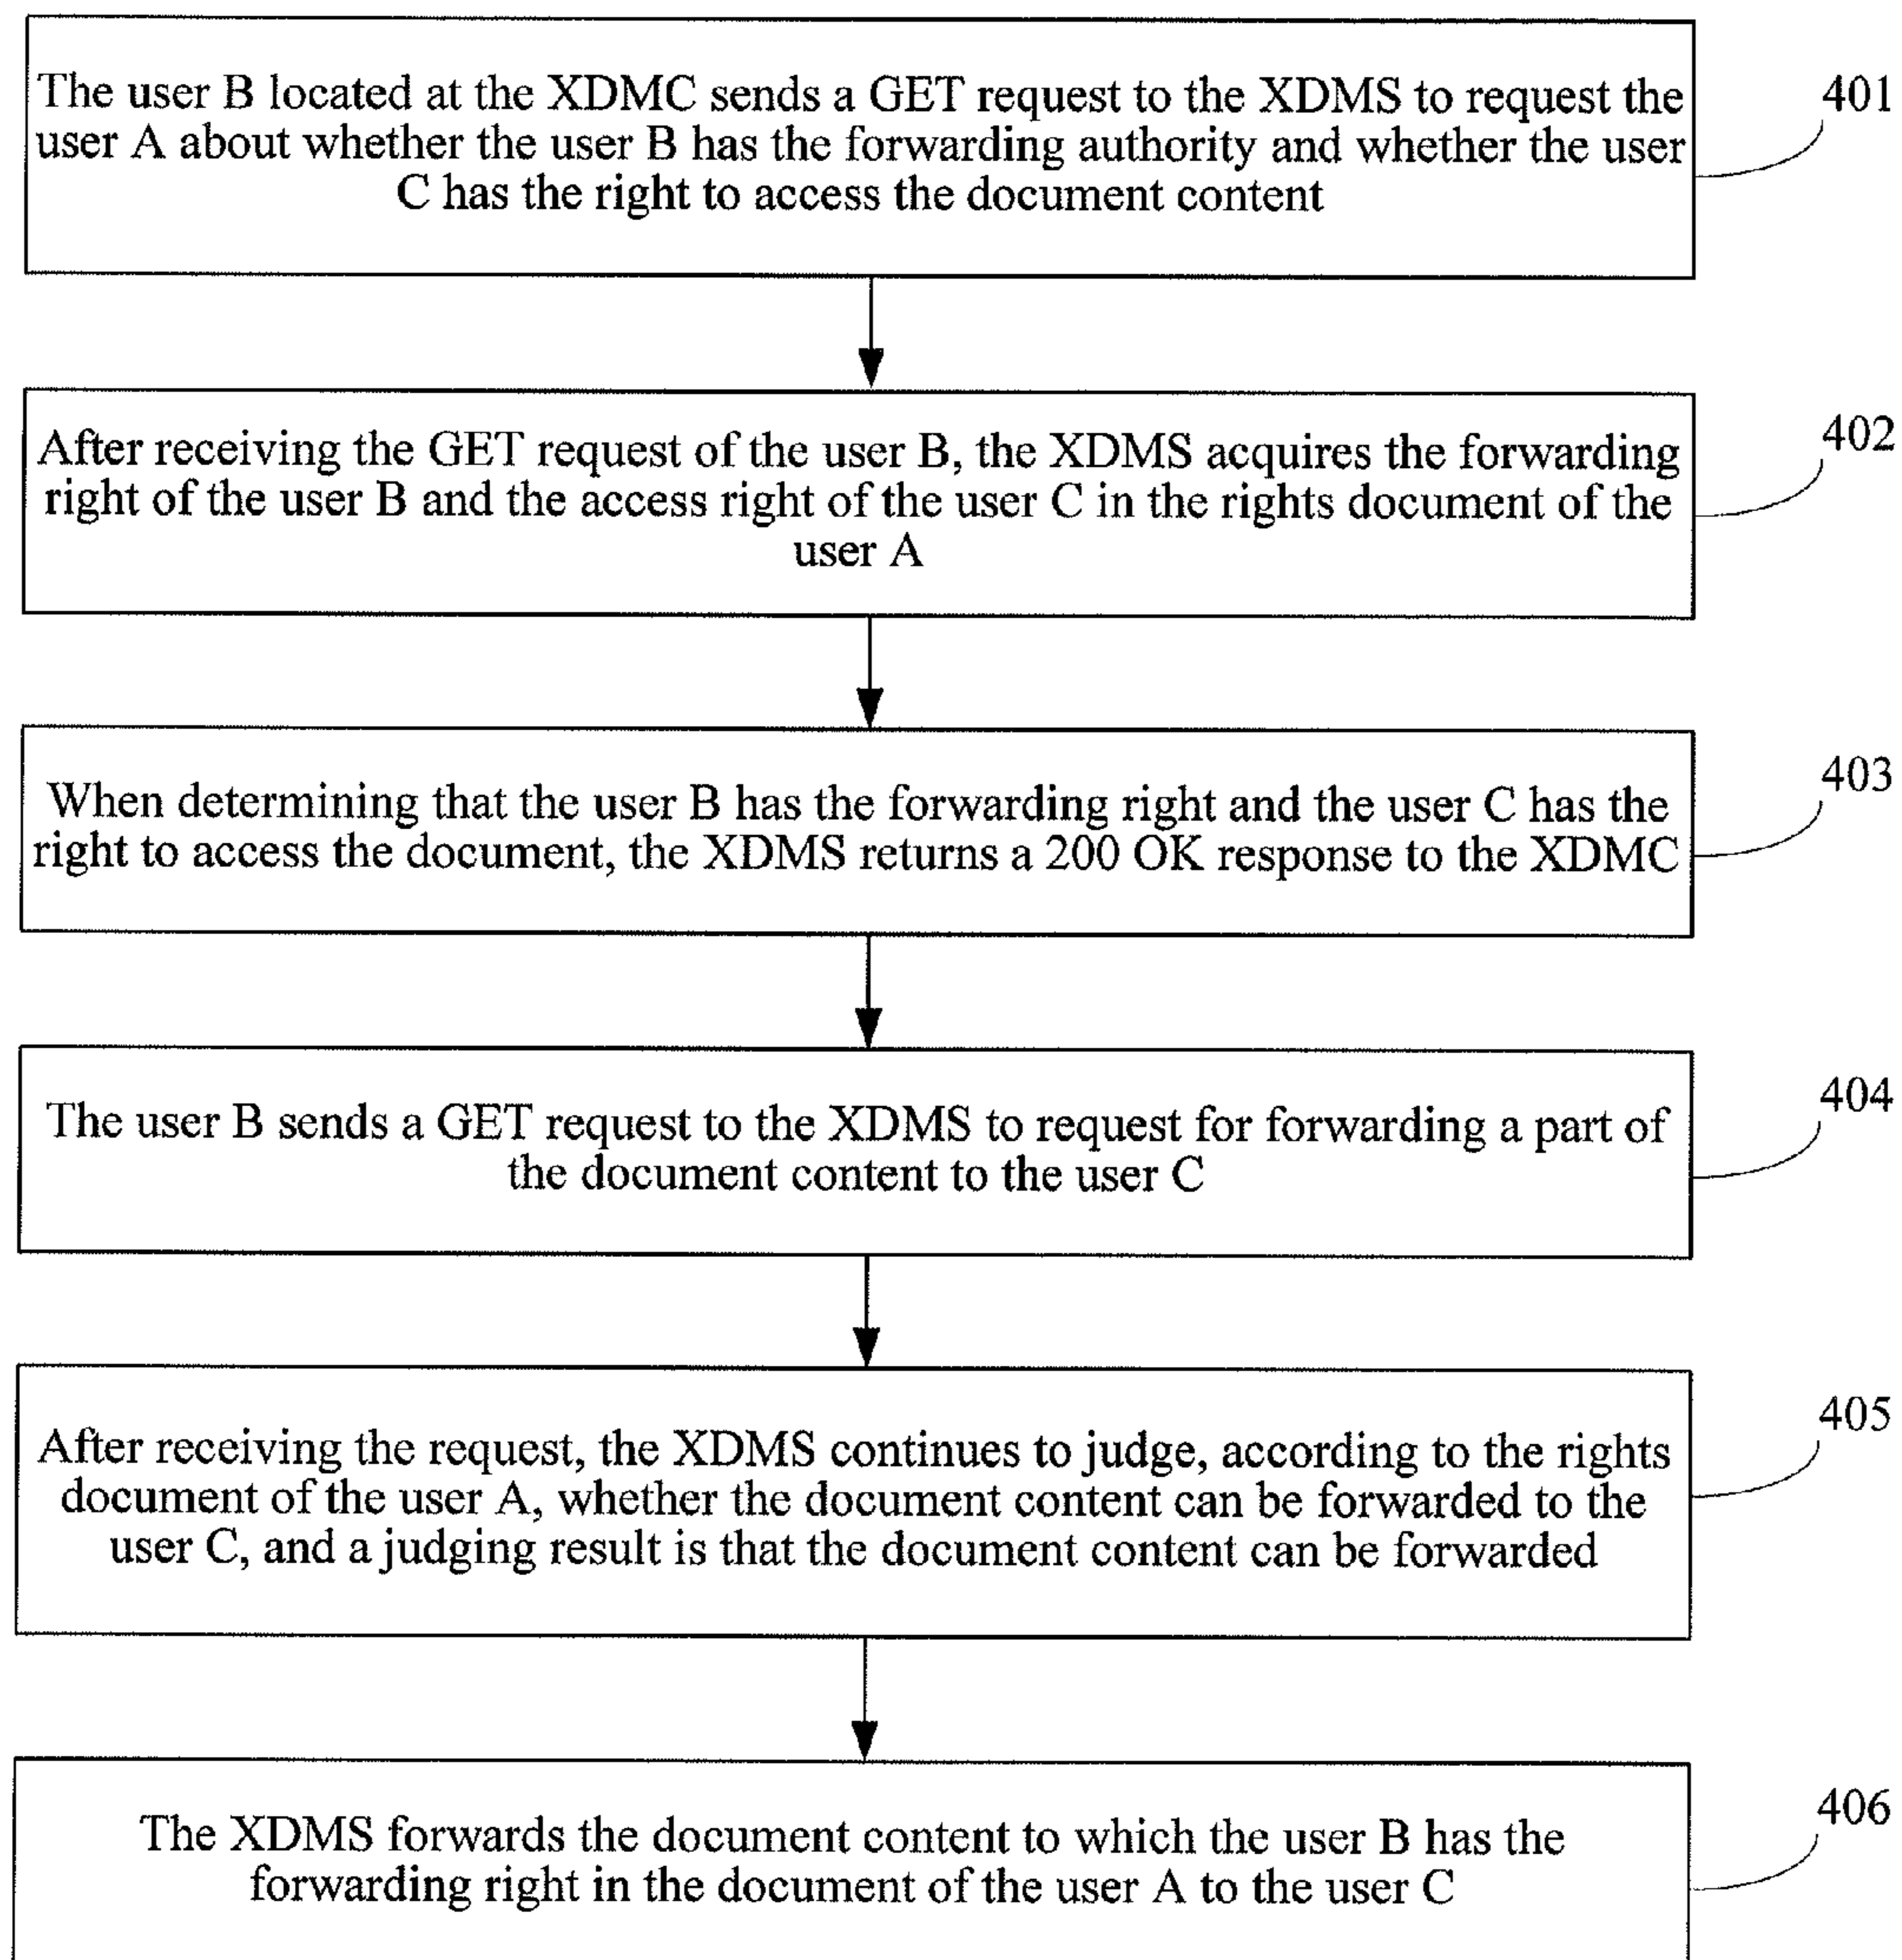 The user B located at the XDMC sends a GET request to the XDMS to request the
user A about whether the user B has the forwarding authority and whether the user
C has the right to access the document content
401
After receiving the GET request of the user B, the XDMS acquires the forwarding
right of the user B and the access right of the user C in the rights document of the
user A
402
When determining that the user B has the forwarding right and the user C has the
right to access the document, the XDMS returns a 200 OK response to the XDMC
403
The user B sends a GET request to the XDMS to request for forwarding a part of
the document content to the user C
404
After receiving the request, the XDMS continues to judge, according to the rights
document of the user A, whether the document content can be forwarded to the
user C, and a judging result is that the document content can be forwarded
405
The XDMS forwards the document content to which the user B has the
forwarding right in the document of the user A to the user C
406